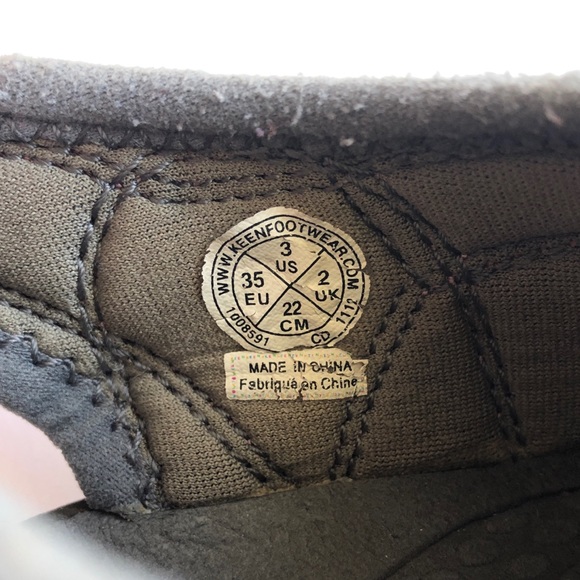 WWW.KEENFOOTWEAR.COM
3
US
35
EU
2
UK
22
CM
1008591
CD 1112
MADE IN CHINA
Fabriqué en Chine